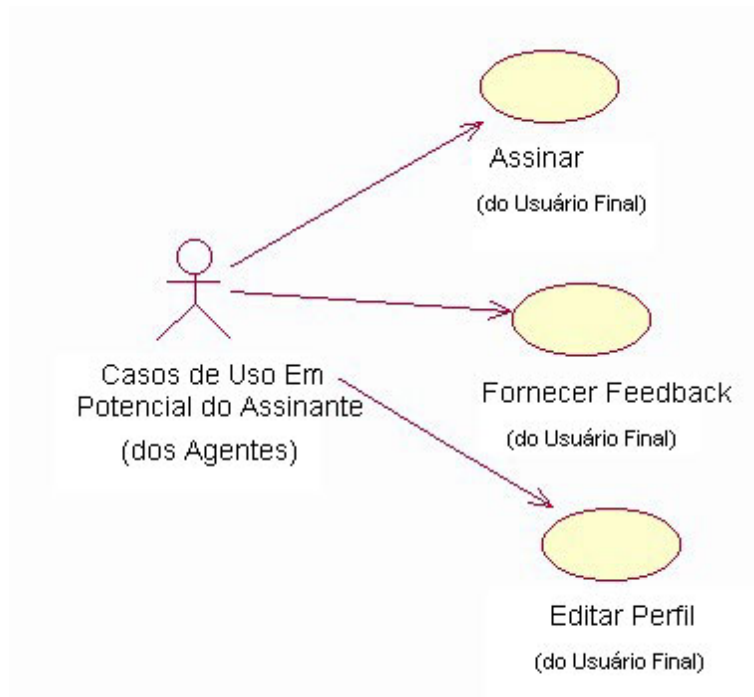 Assinar
(do Usuário Final)
Casos de Uso Em
Potencial do Assinante
(dos Agentes)
Fornecer Feedback
(do Usuário Final)
Editar Perfil
(do Usuário Final)